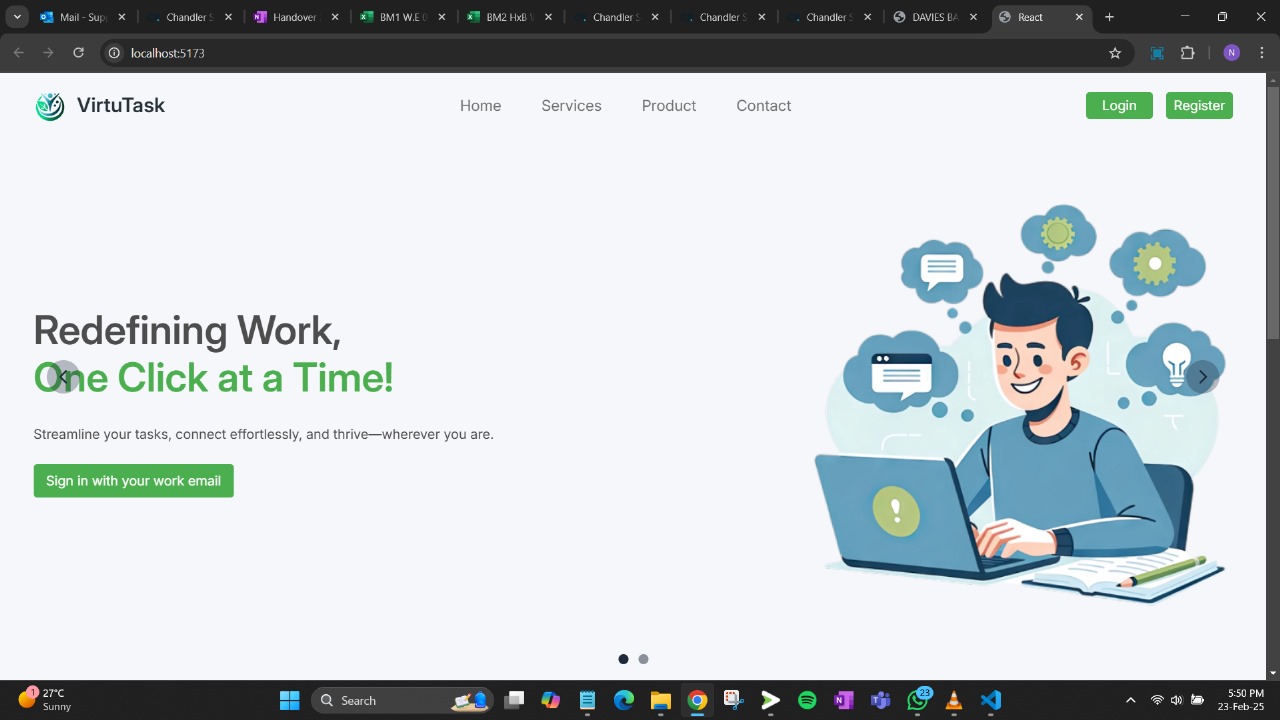 Mail - Supp
Chandler S
Handover
BM1 W.E 0
BM2 HxB W
Chandler S
Chandler S
Chandler S
DAVIES BA
React
localhost:5173
N
VirtuTask
Home
Services
Product
Contact
Login
Register
Redefining Work,
One Click at a Time!
Streamline your tasks, connect effortlessly, and thrive—wherever you are.
Sign in with your work email
1
27°C
Sunny
Search
23
5:50 PM
23-Feb-25